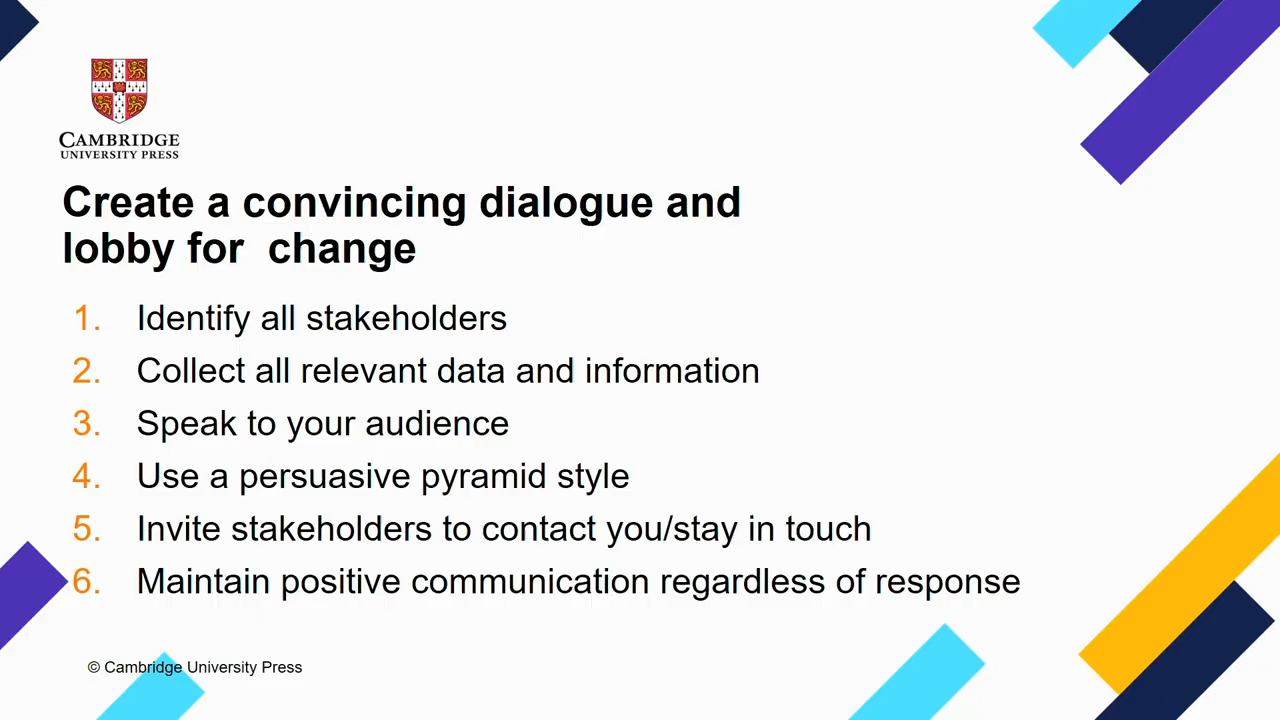 CAMBRIDGE
UNIVERSITY PRESS
Create a convincing dialogue and
lobby for  change
1. Identify all stakeholders
2. Collect all relevant data and information
3. Speak to your audience
4. Use a persuasive pyramid style
5. Invite stakeholders to contact you/stay in touch
6. Maintain positive communication regardless of response
© Cambridge University Press